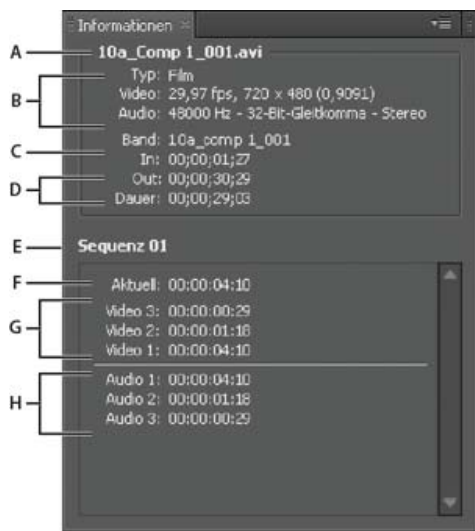 Informationen ×
A 10a_Comp 1_001.avi
B Typ: Film
Video: 29,97 fps, 720 x 480 (0,9091)
Audio: 48000 Hz - 32-Bit-Gleitkomma - Stereo
C Band: 10a_comp 1_001
In: 00;00;01;27
D Out: 00;00;30;29
Dauer: 00;00;29;03
E Sequenz 01
F Aktuell: 00:00:04:10
G Video 3: 00:00:00:29
Video 2: 00:00:01:18
Video 1: 00:00:04:10
H Audio 1: 00:00:04:10
Audio 2: 00:00:01:18
Audio 3: 00:00:00:29